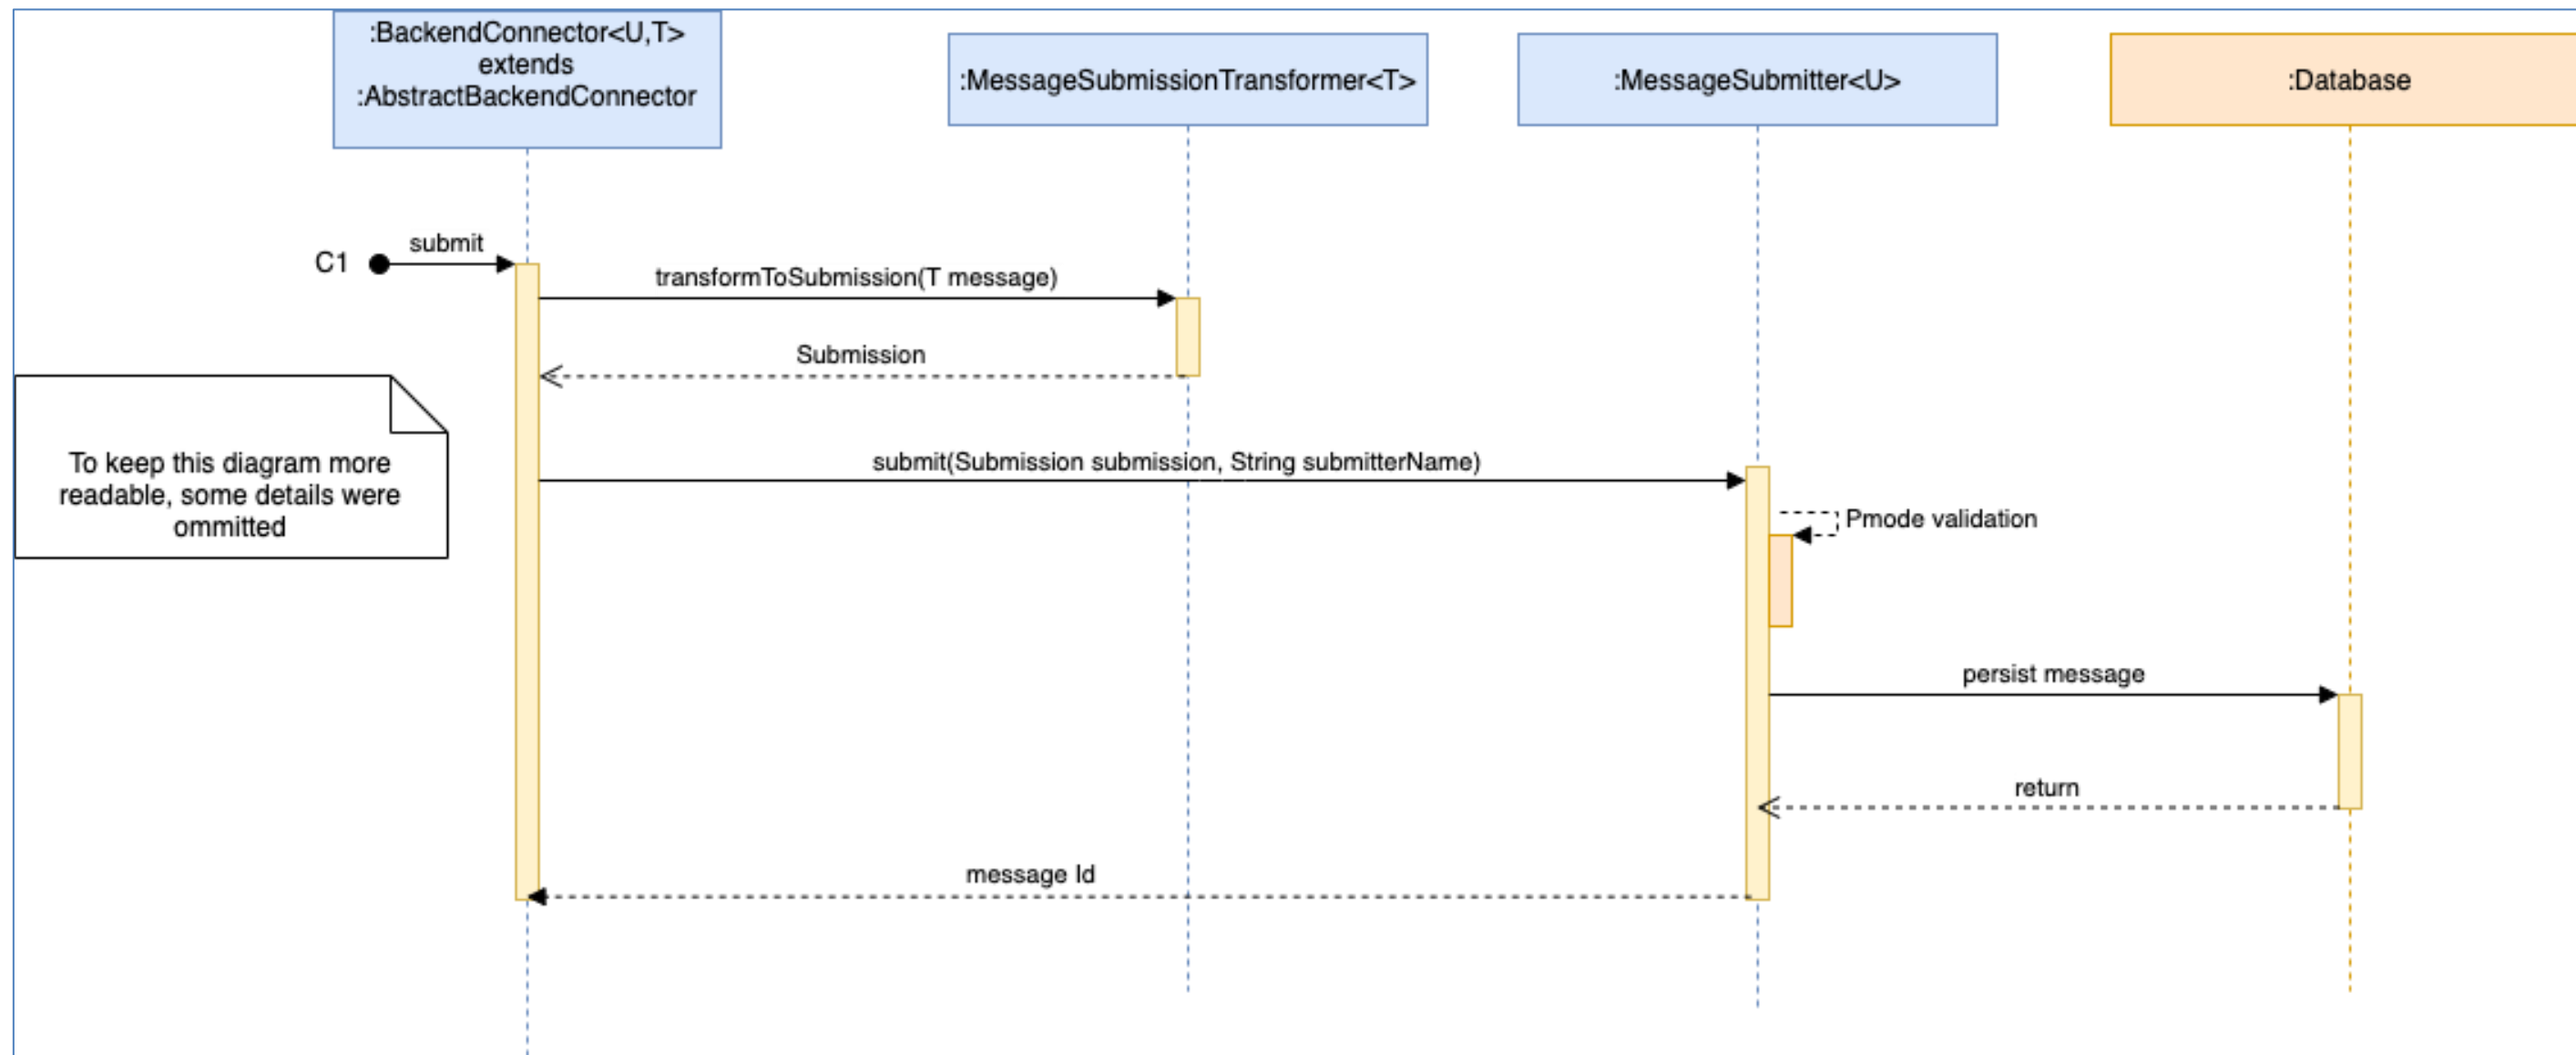 :BackendConnector<U,T>
extends
:AbstractBackendConnector
:MessageSubmissionTransformer<T>
:MessageSubmitter<U>
:Database
submit
C1
transformToSubmission(T message)
Submission
To keep this diagram more
readable, some details were
ommitted
submit(Submission submission, String submitterName)
Pmode validation
persist message
return
message Id